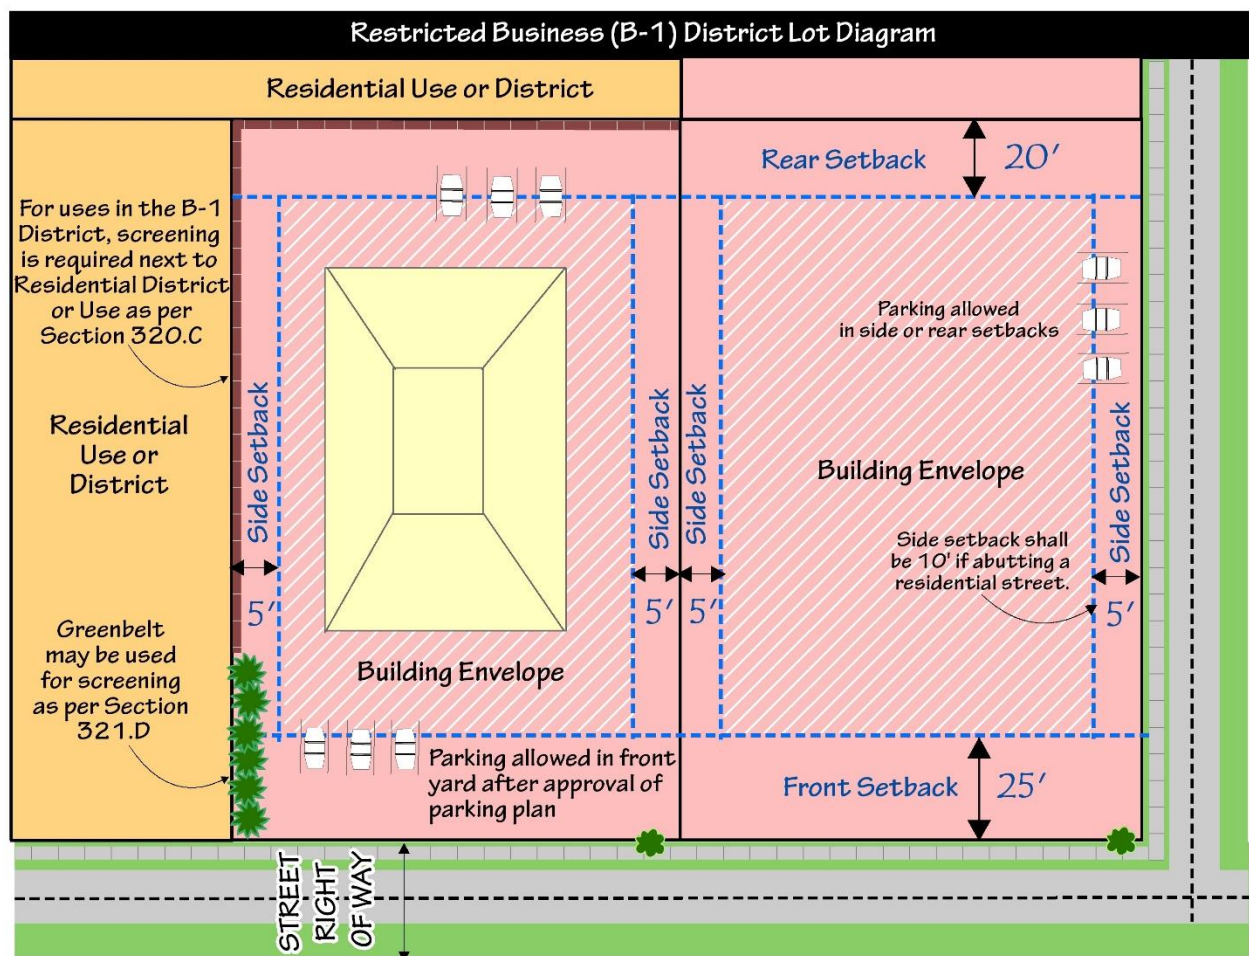 Restricted Business (B-1) District Lot Diagram
Residential Use or District
Rear Setback
20'
For uses in the B-1
District, screening
is required next to
Residential District
or Use as per
Section 320.C
Parking allowed
in side or rear setbacks
Residential
Use or
District
Side Setback
Side Setback
Side Setback
Side Setback
Building Envelope
Side setback shall
be 10' if abutting a
residential street.
5'
5'
5'
5'
Greenbelt
may be used
for screening
as per Section
321.D
Building Envelope
Parking allowed in front
yard after approval of
parking plan
Front Setback
25'
STREET
RIGHT
OF WAY